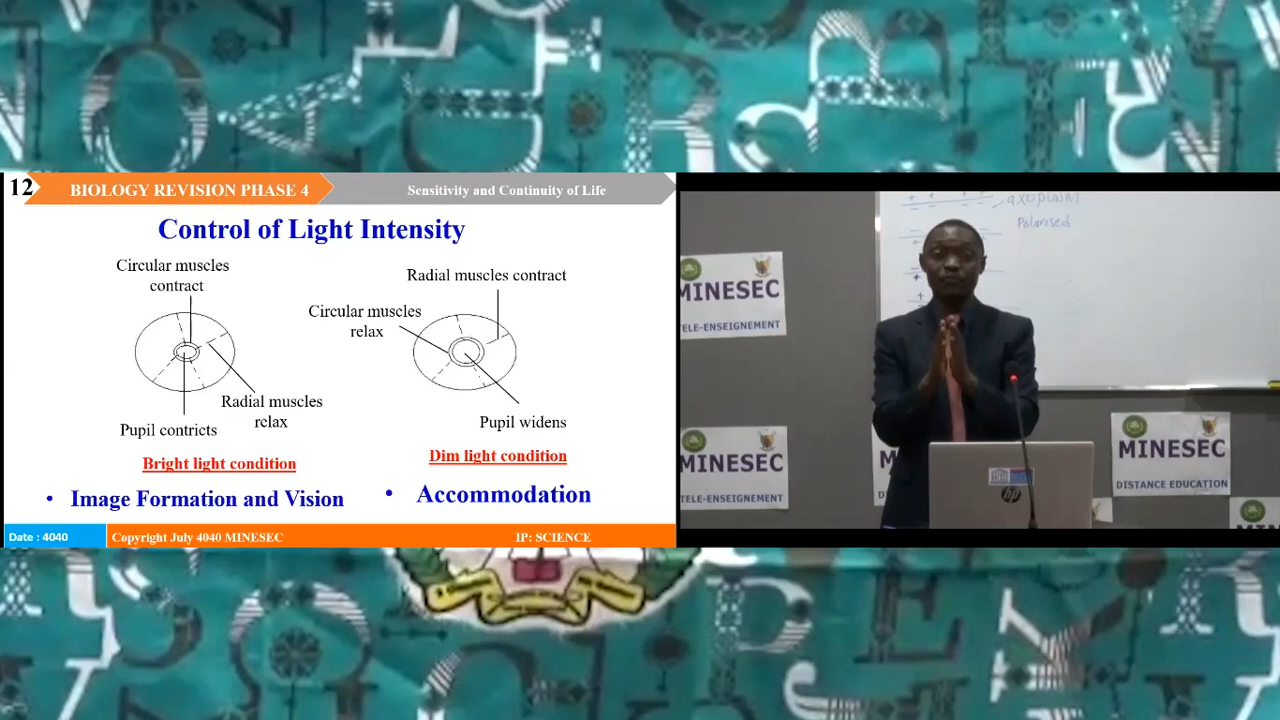 12
BIOLOGY REVISION PHASE 4
Sensitivity and Continuity of Life
Control of Light Intensity
Circular muscles
contract
Radial muscles contract
Circular muscles
relax
Radial muscles
relax
Pupil contricts
Pupil widens
Bright light condition
Dim light condition
• Image Formation and Vision
• Accommodation
Date : 4040
Copyright July 4040 MINESEC
IP: SCIENCE
axoplasm
Polarised
MINESEC
TELE-ENSEIGNEMENT
MINESEC
TELE-ENSEIGNEMENT
MINESEC
DISTANCE EDUCATION
hp